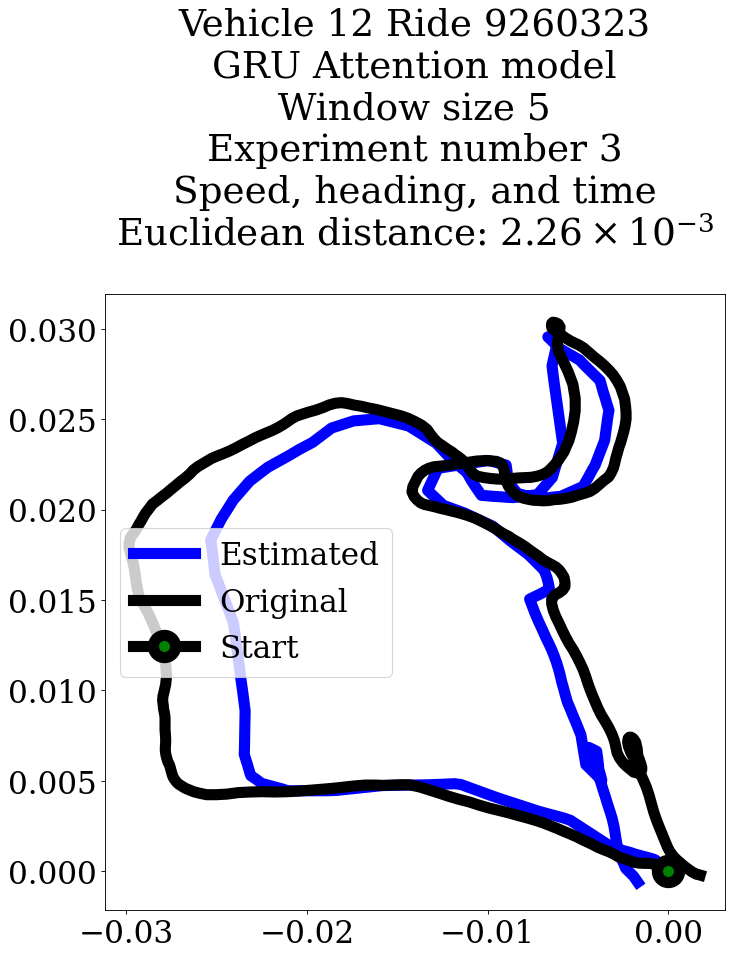 Vehicle 12 Ride 9260323
GRU Attention model
Window size 5
Experiment number 3
Speed, heading, and time
Euclidean distance: 2.26 × 10⁻³
0.030
0.025
0.020
0.015
0.010
0.005
0.000
Estimated
Original
Start
−0.03
−0.02
−0.01
0.00